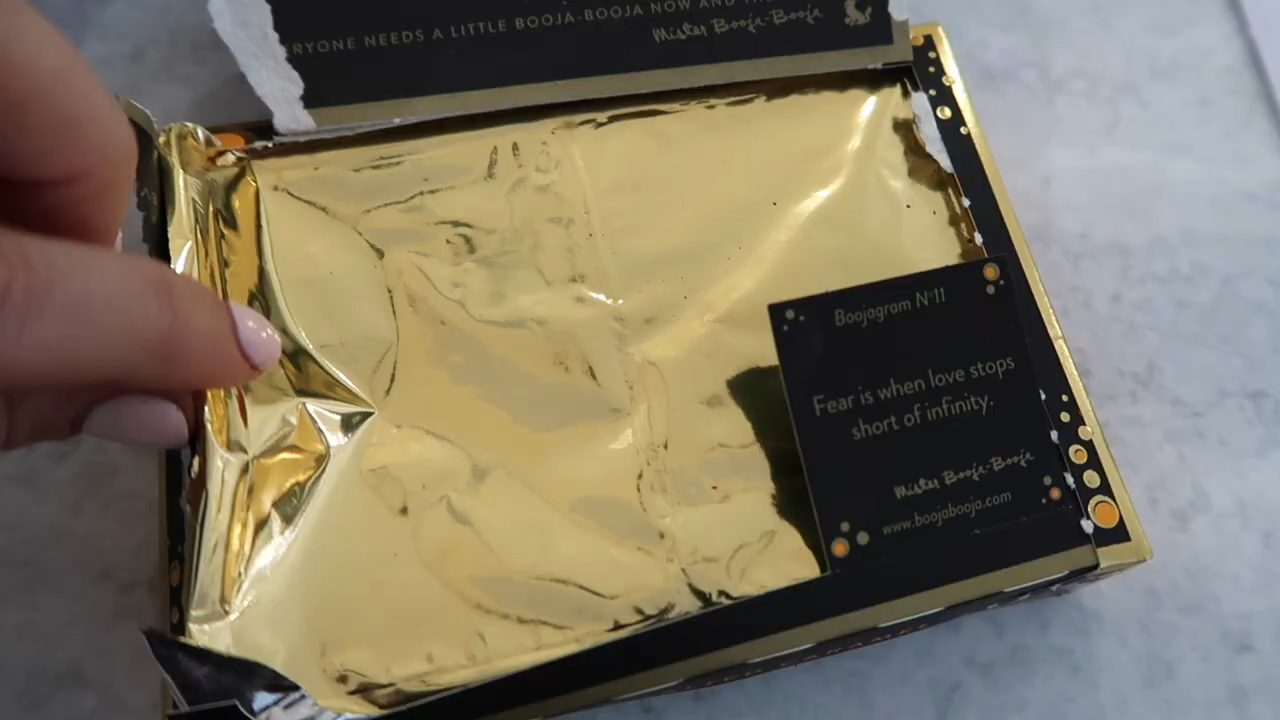 RYONE NEEDS A LITTLE BOOJA-BOOJA NOW AND
Mister Booja-Booja
Boojagram Nº11
Fear is when love stops
short of infinity.
Mister Booja-Booja
www.boojabooja.com